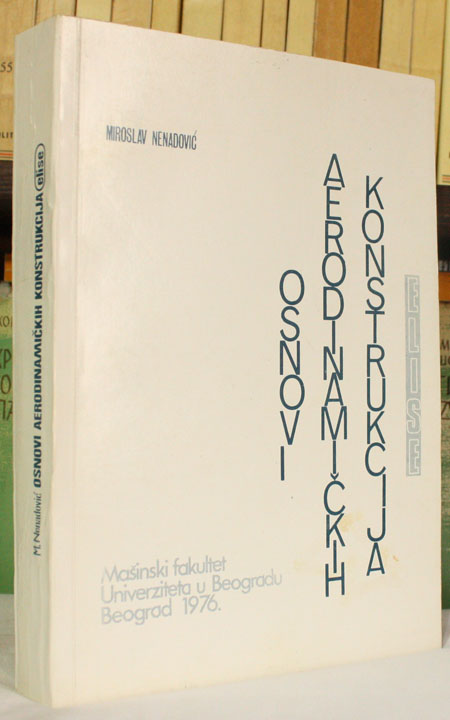 MIROSLAV NENADOVIĆ
OSNOVI
AERODINAMIČKIH
KONSTRUKCIJA
ELISE
Mašinski fakultet
Univerziteta u Beogradu
Beograd 1976.
M. Nenadović OSNOVI AERODINAMIČKIH KONSTRUKCIJA elise